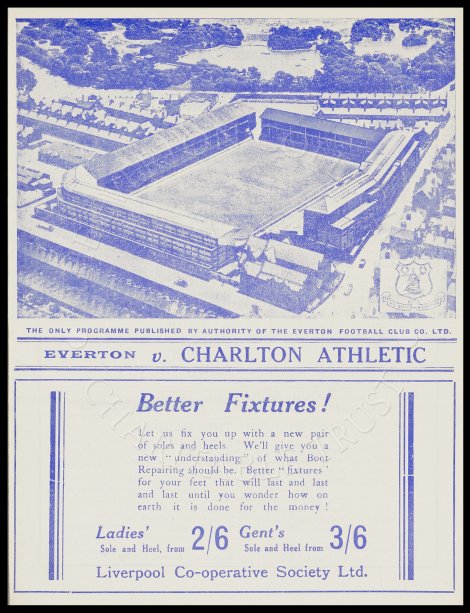 THE ONLY PROGRAMME PUBLISHED BY AUTHORITY OF THE EVERTON FOOTBALL CLUB CO. LTD.
EVERTON v. CHARLTON ATHLETIC
Better Fixtures!
Let us fix you up with a new pair
of soles and heels. We'll give you a
new "understanding" of what Boot
Repairing should be. Better "fixtures"
for your feet that will last and last
and last until you wonder how on
earth it is done for the money!
Ladies' 2/6 Gent's 3/6
Sole and Heel, from Sole and Heel from
Liverpool Co-operative Society Ltd.